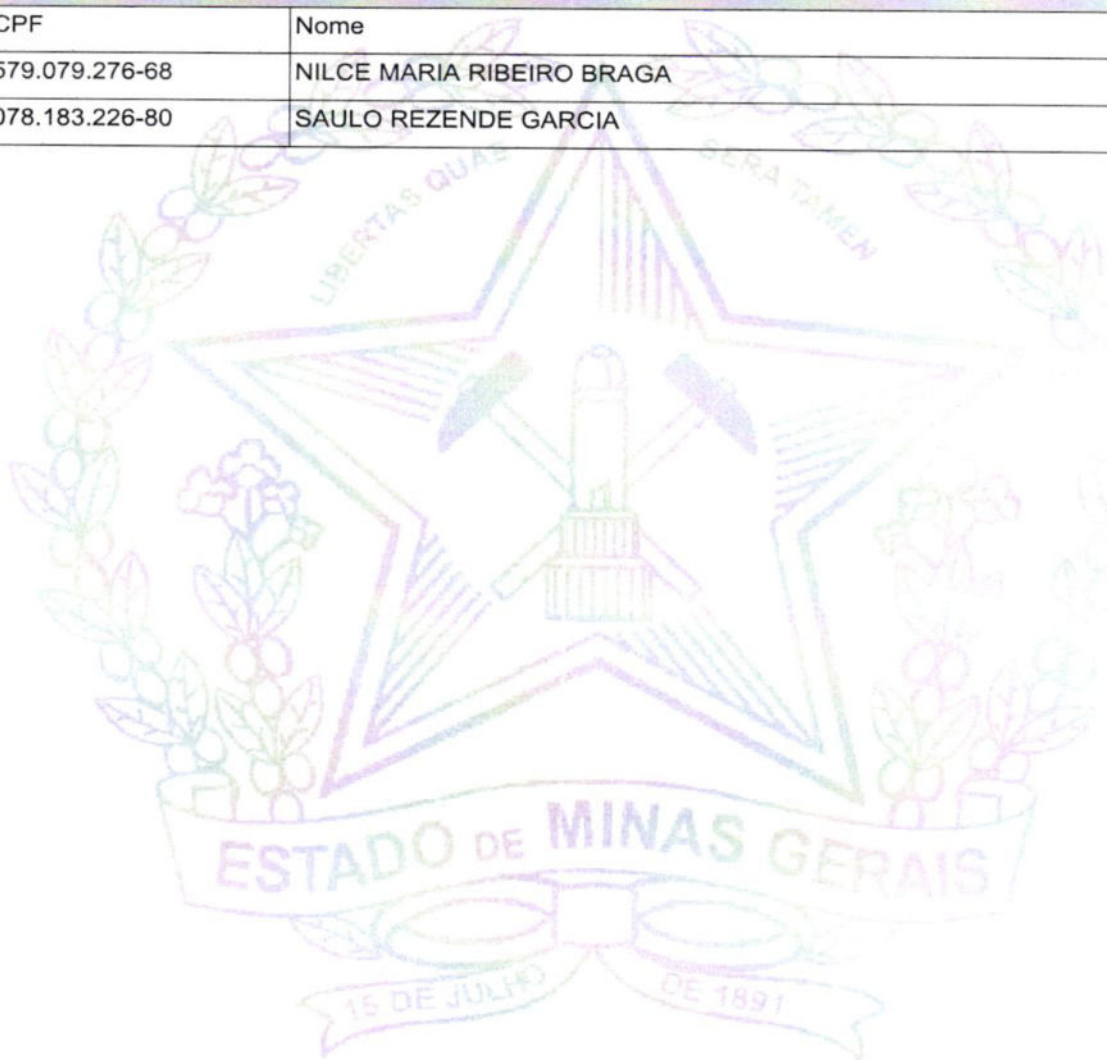 CPF Nome
579.079.276-68 NILCE MARIA RIBEIRO BRAGA
078.183.226-80 SAULO REZENDE GARCIA
LIBERTAS QUAE SERA TAMEN
ESTADO DE MINAS GERAIS
15 DE JULHO DE 1891